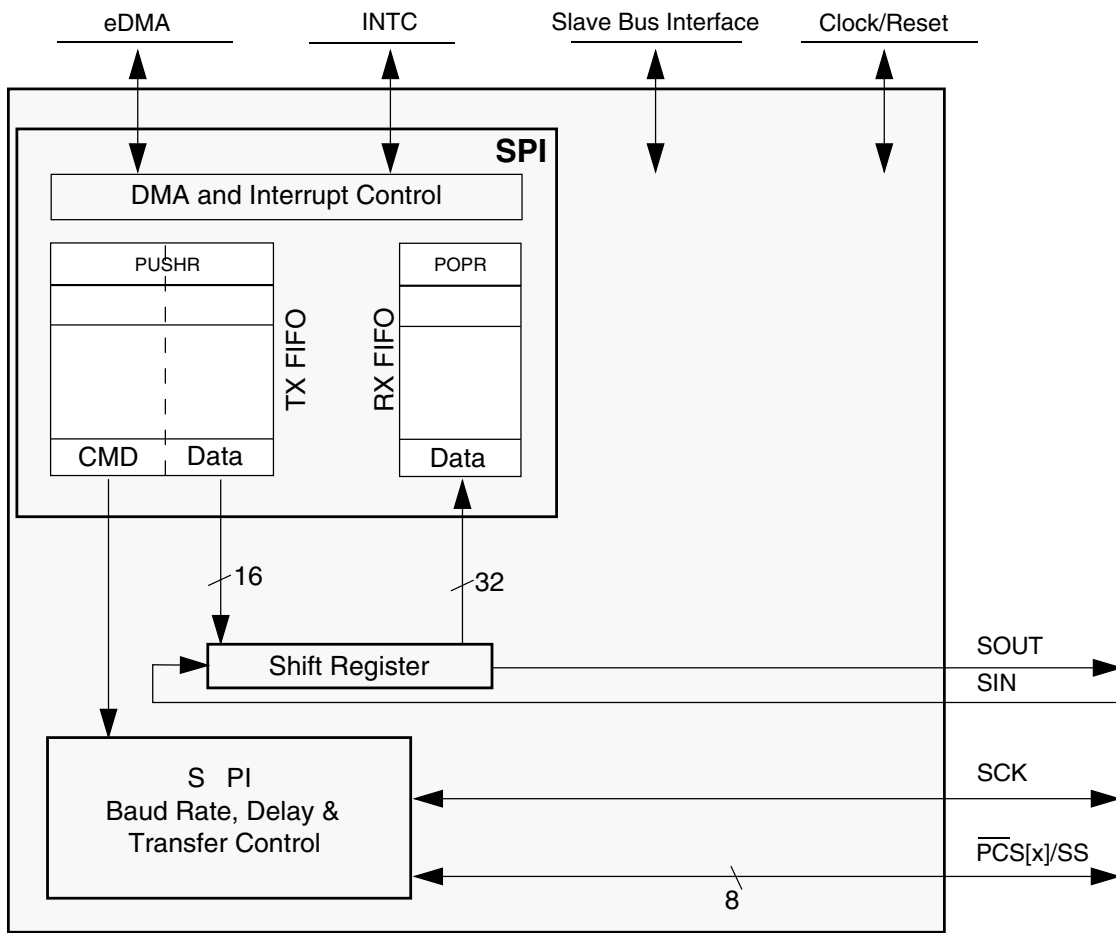 eDMA
INTC
Slave Bus Interface
Clock/Reset
SPI
DMA and Interrupt Control
PUSHR
POPR
TX FIFO
RX FIFO
CMD
Data
Data
16
32
Shift Register
SOUT
SIN
S PI
Baud Rate, Delay &
Transfer Control
SCK
PCS[x]/SS
8